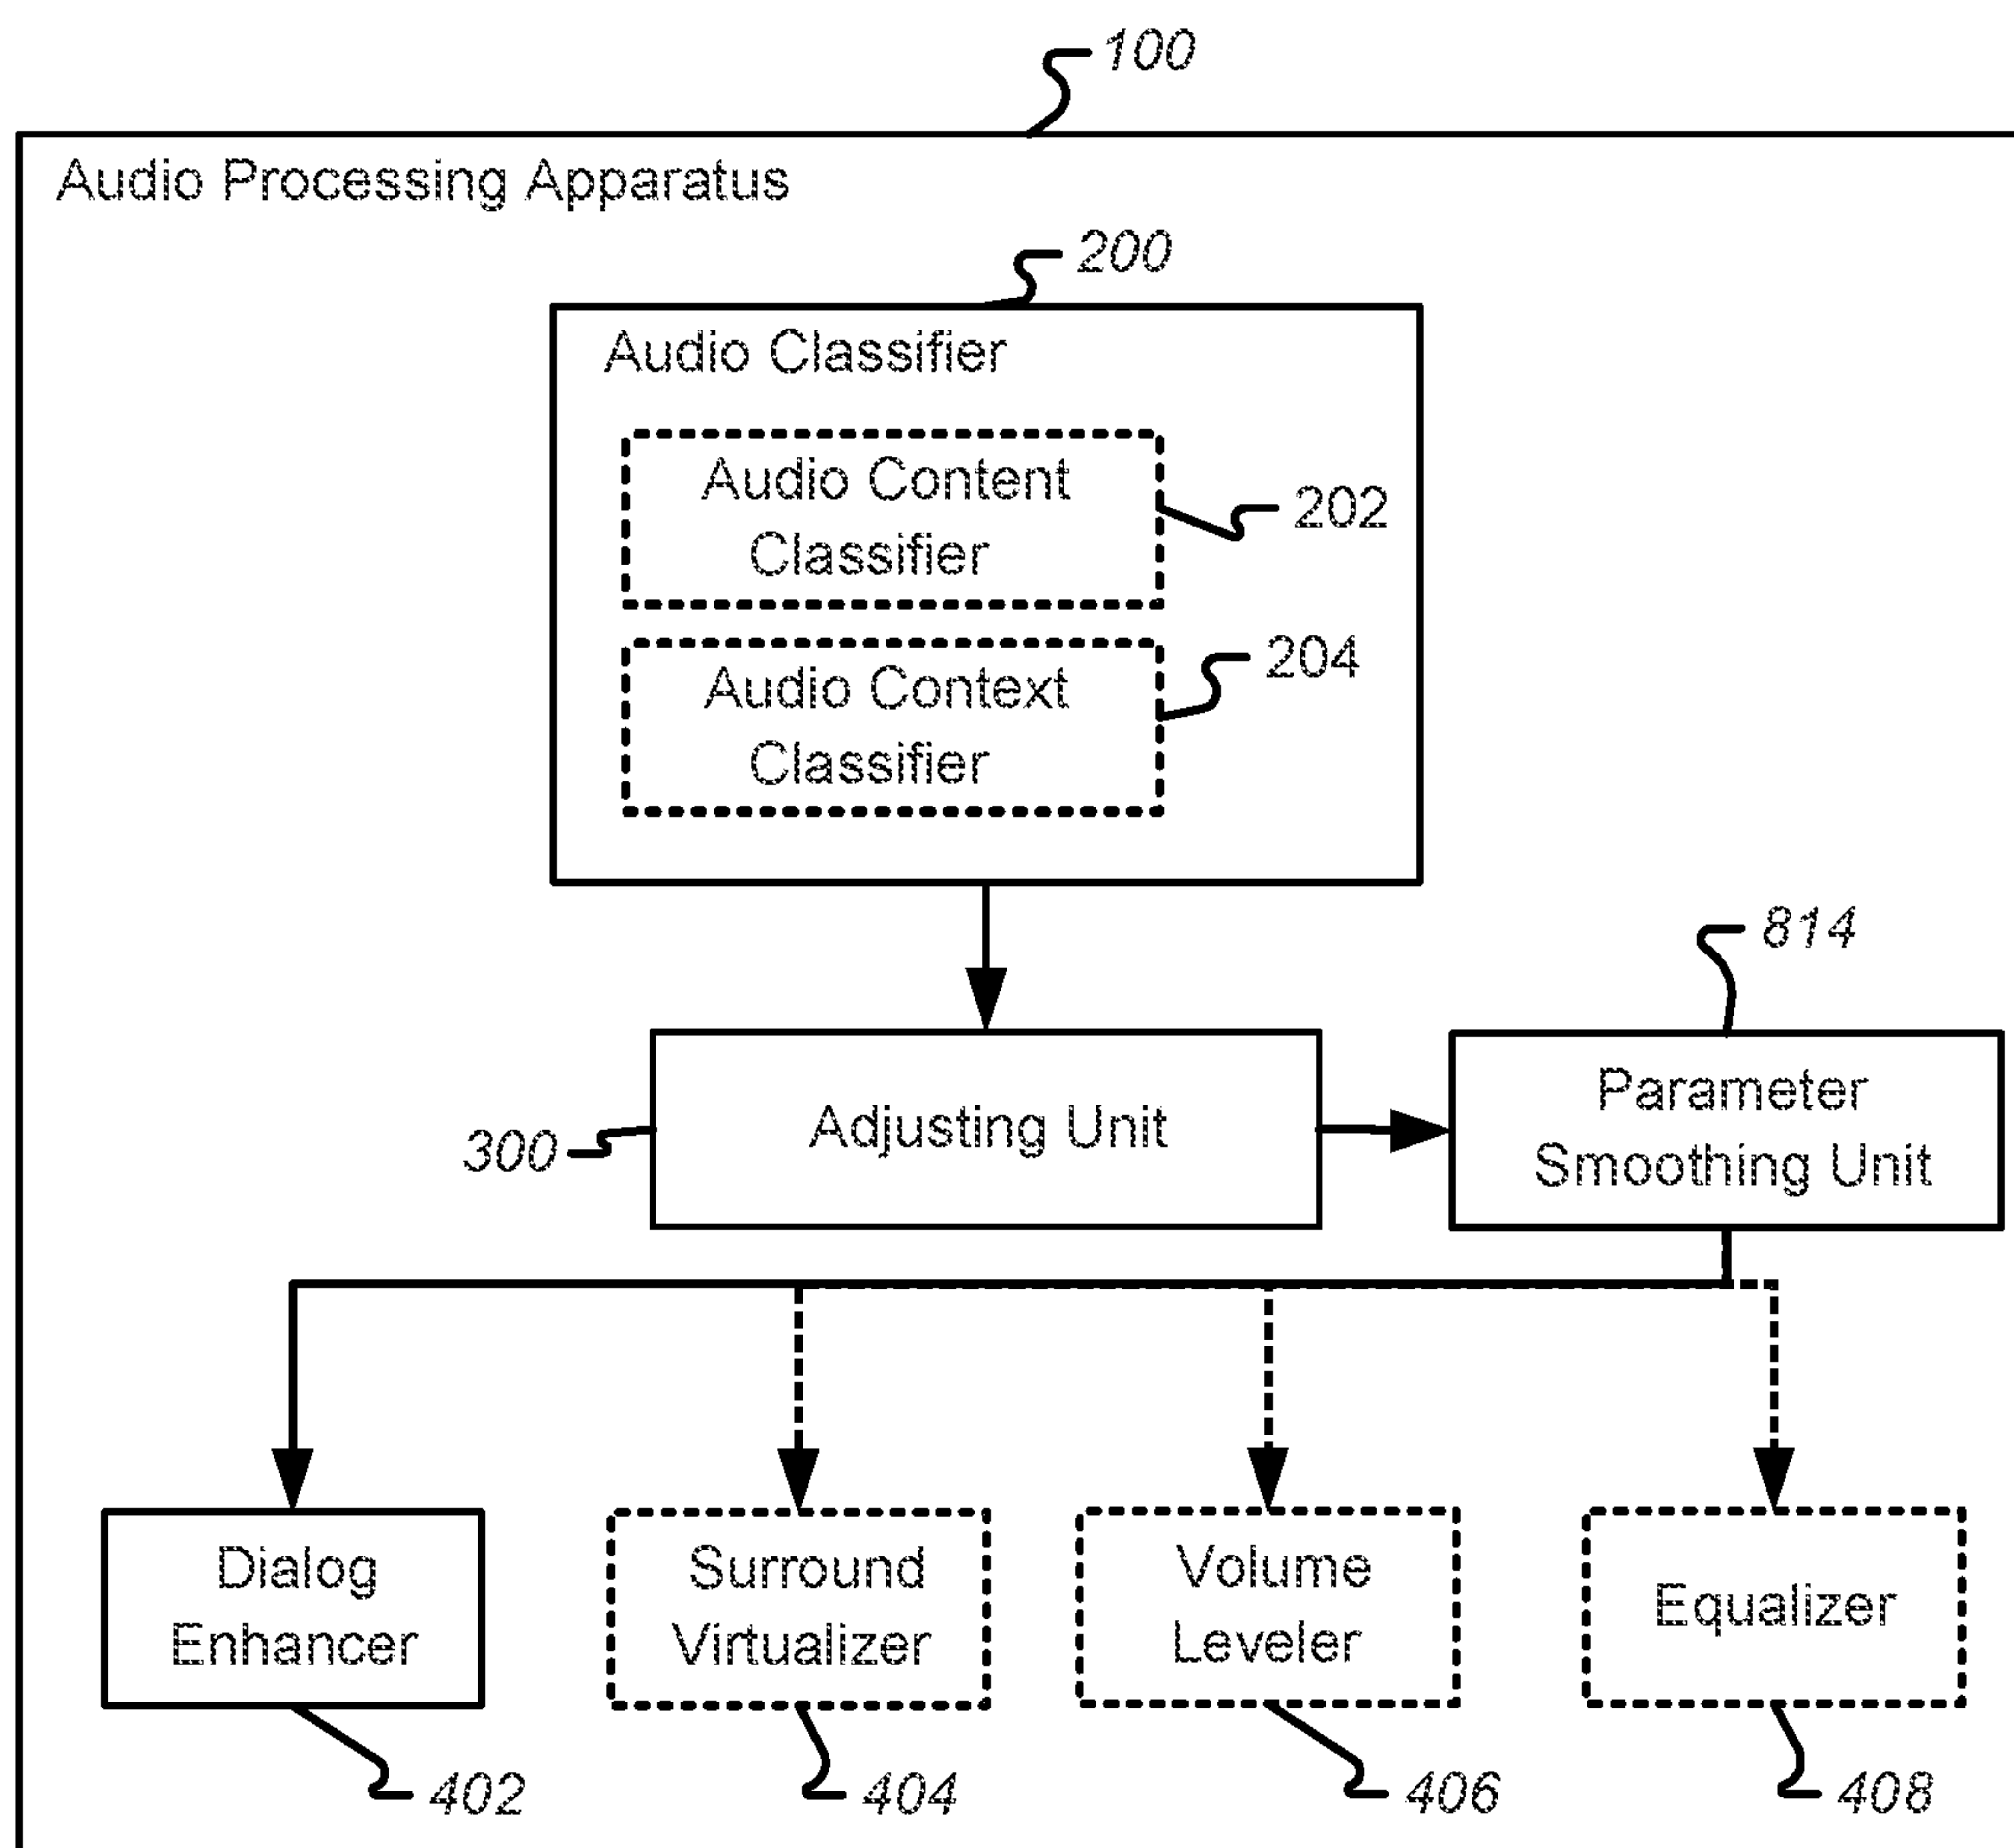 100
Audio Processing Apparatus
200
Audio Classifier
Audio Content
Classifier
202
Audio Context
Classifier
204
814
Adjusting Unit
300
Parameter
Smoothing Unit
Dialog
Enhancer
Surround
Virtualizer
Volume
Leveler
Equalizer
402
404
406
408